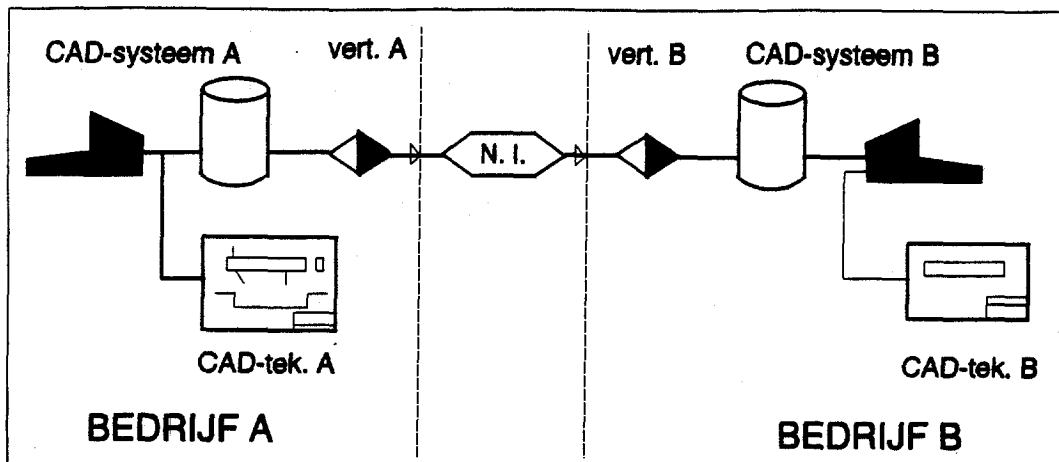 CAD-systeem A
vert. A
vert. B
CAD-systeem B
N. I.
CAD-tek. A
CAD-tek. B
BEDRIJF A
BEDRIJF B